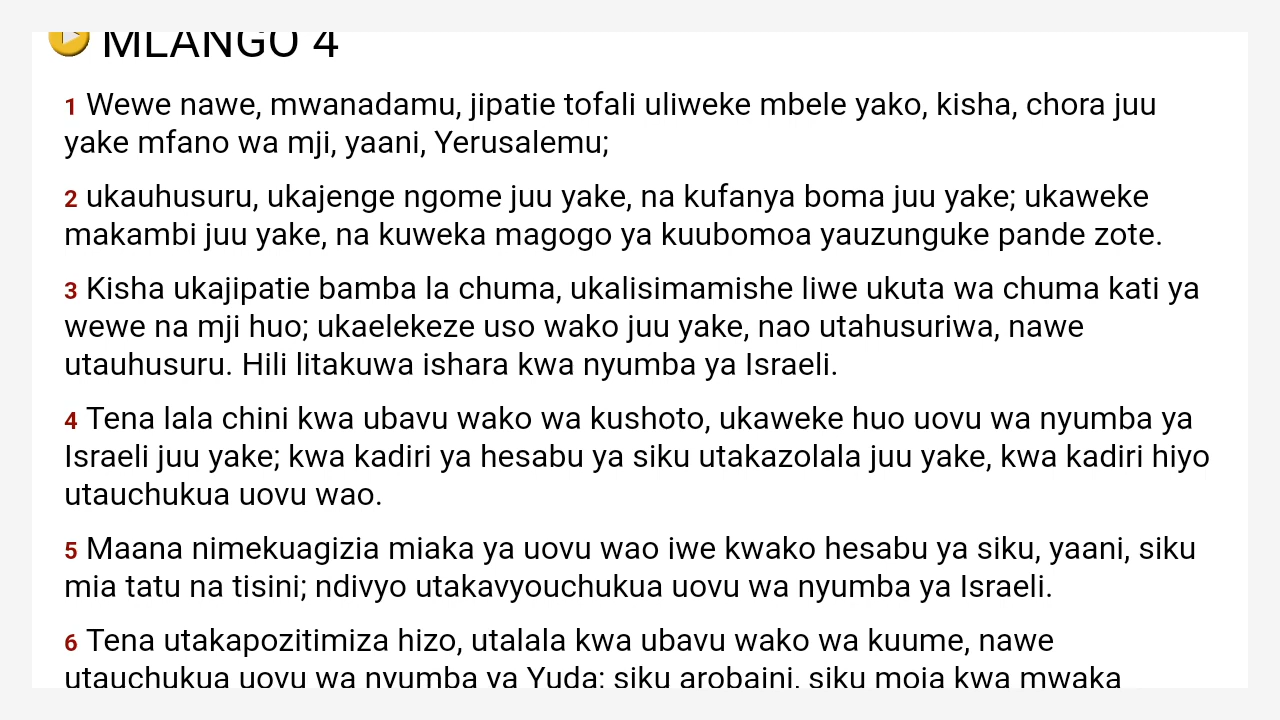 MLANGO 4
1 Wewe nawe, mwanadamu, jipatie tofali uliweke mbele yako, kisha, chora juu
yake mfano wa mji, yaani, Yerusalemu;
2 ukauhusuru, ukajenge ngome juu yake, na kufanya boma juu yake; ukaweke
makambi juu yake, na kuweka magogo ya kuubomoa yauzunguke pande zote.
3 Kisha ukajipatie bamba la chuma, ukalisimamishe liwe ukuta wa chuma kati ya
wewe na mji huo; ukaelekeze uso wako juu yake, nao utahusuriwa, nawe
utauhusuru. Hili litakuwa ishara kwa nyumba ya Israeli.
4 Tena lala chini kwa ubavu wako wa kushoto, ukaweke huo uovu wa nyumba ya
Israeli juu yake; kwa kadiri ya hesabu ya siku utakazolala juu yake, kwa kadiri hiyo
utauchukua uovu wao.
5 Maana nimekuagizia miaka ya uovu wao iwe kwako hesabu ya siku, yaani, siku
mia tatu na tisini; ndivyo utakavyouchukua uovu wa nyumba ya Israeli.
6 Tena utakapozitimiza hizo, utalala kwa ubavu wako wa kuume, nawe
utauchukua uovu wa nyumba ya Yuda; siku arobaini, siku moja kwa mwaka